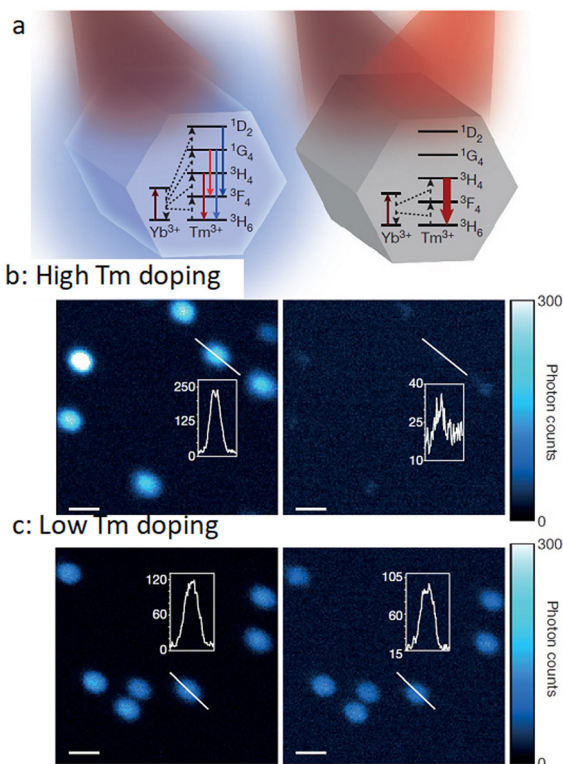 a
¹D₂
¹G₄
³H₄
³F₄
³H₆
Yb³⁺ Tm³⁺
¹D₂
¹G₄
³H₄
³F₄
³H₆
Yb³⁺ Tm³⁺
b: High Tm doping
250
125
0
40
30
20
10
300
Photon counts
0
c: Low Tm doping
120
60
0
105
60
15
300
Photon counts
0